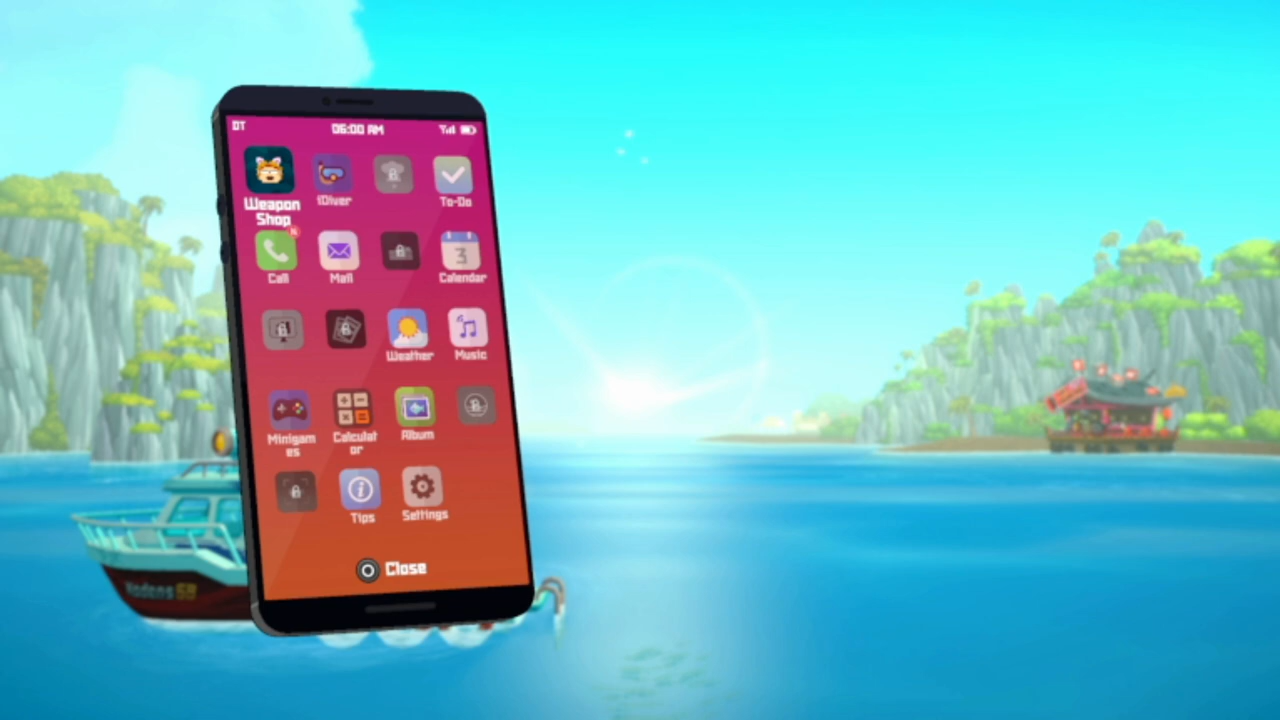 DT
06:00 AM
Weapon
Shop
iDiver
To-Do
Call
Mail
3
Calendar
Weather
Music
Minigam
es
Calculat
or
Album
Tips
Settings
Close